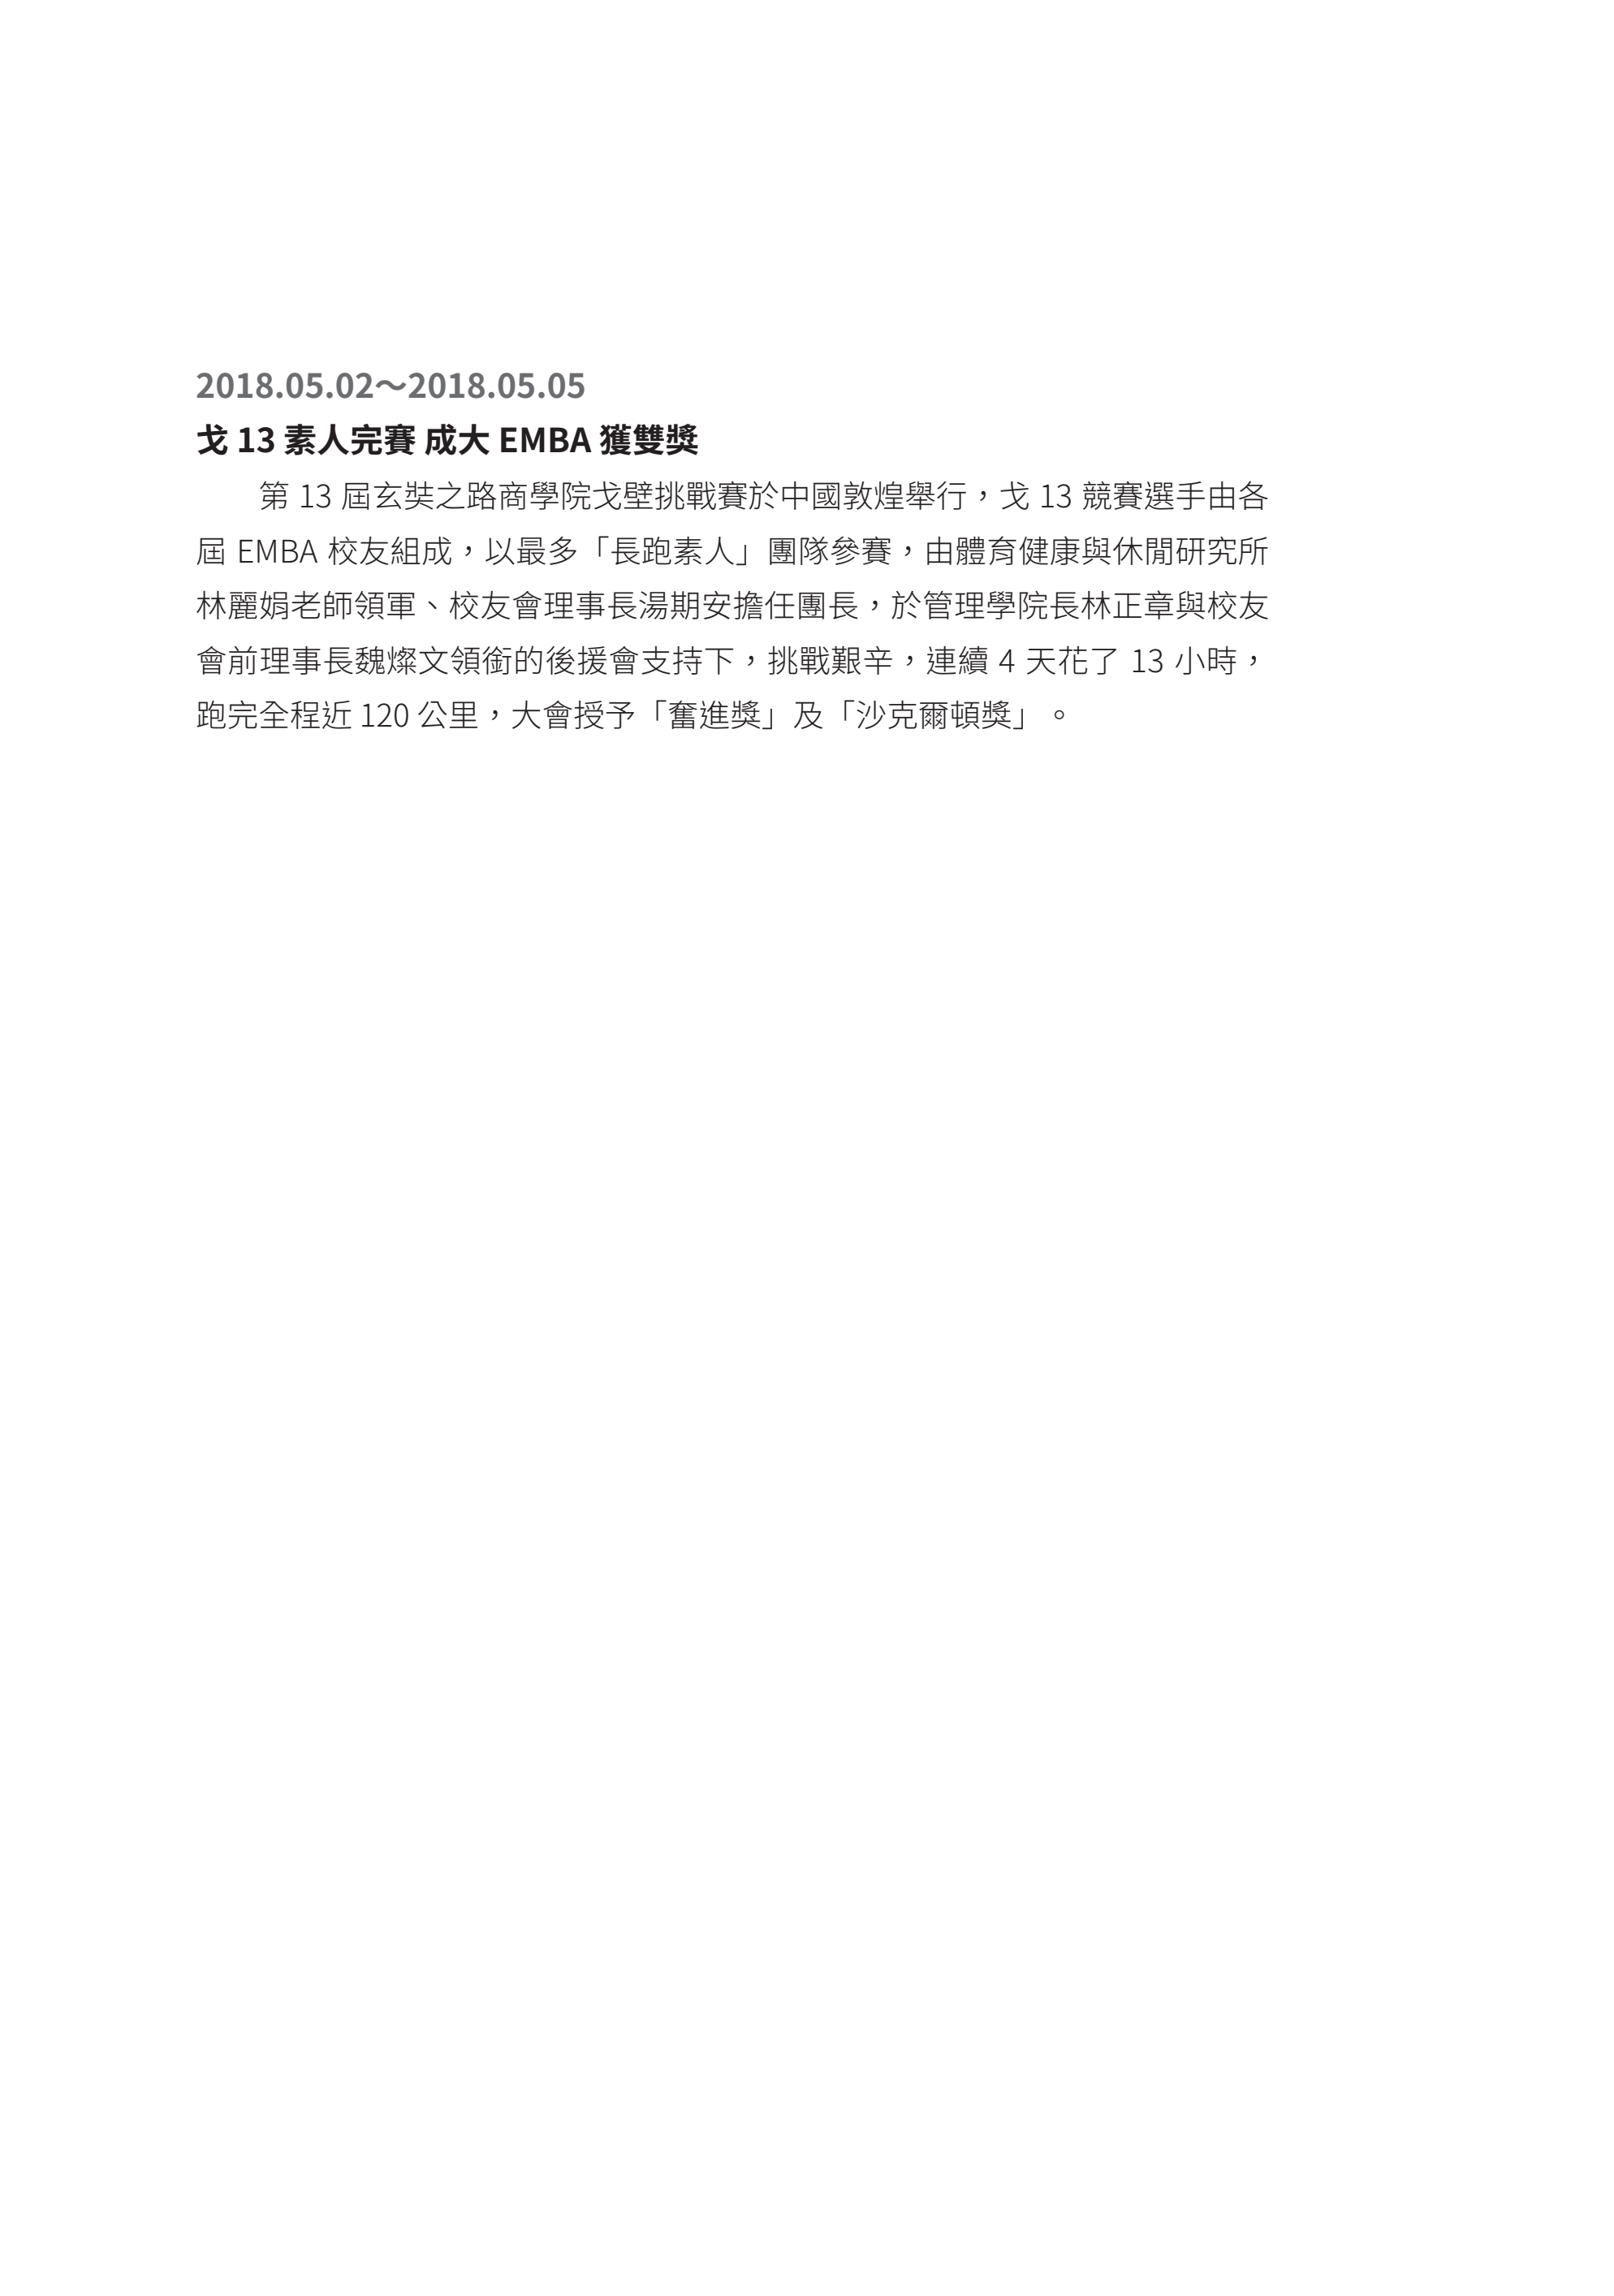 2018.05.02～2018.05.05
戈 13 素人完賽 成大 EMBA 獲雙獎
第 13 屆玄奘之路商學院戈壁挑戰賽於中國敦煌舉行，戈 13 競賽選手由各
屆 EMBA 校友組成，以最多「長跑素人」團隊參賽，由體育健康與休閒研究所
林麗娟老師領軍、校友會理事長湯期安擔任團長，於管理學院長林正章與校友
會前理事長魏燦文領銜的後援會支持下，挑戰艱辛，連續 4 天花了 13 小時，
跑完全程近 120 公里，大會授予「奮進獎」及「沙克爾頓獎」。